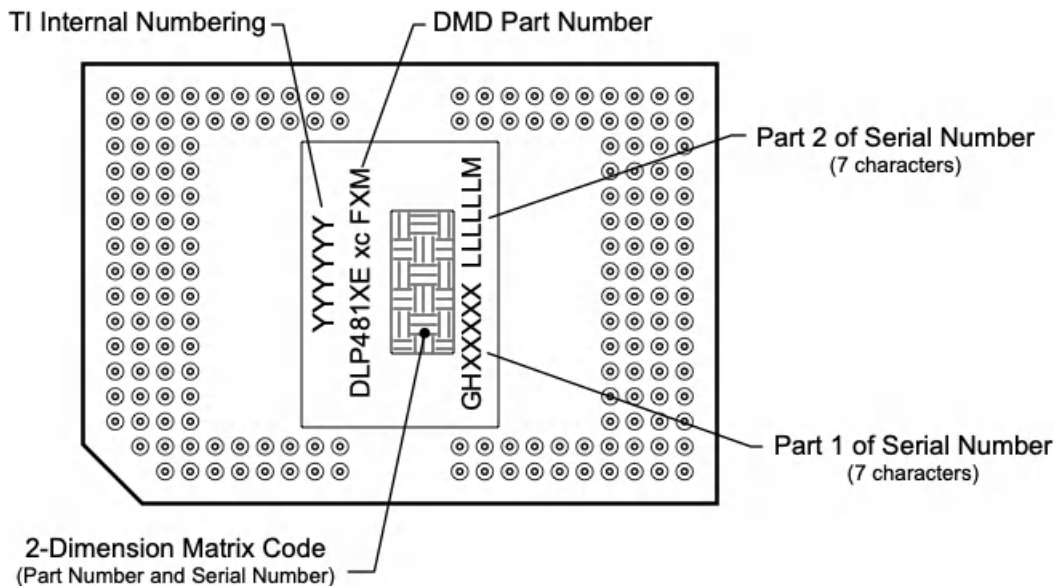 TI Internal Numbering
DMD Part Number
Part 2 of Serial Number
(7 characters)
YYYYYYY
DLP481XE xc FXM
GHXXXXX LLLLLLM
Part 1 of Serial Number
(7 characters)
2-Dimension Matrix Code
(Part Number and Serial Number)